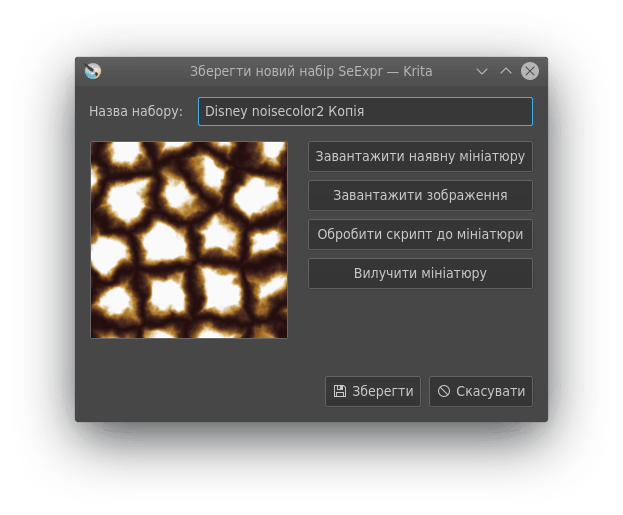 Зберегти новий набір SeExpr — Krita
Назва набору: Disney noisecolor2 Копія
Завантажити наявну мініатюру
Завантажити зображення
Обробити скрипт до мініатюри
Вилучити мініатюру
Зберегти Скасувати